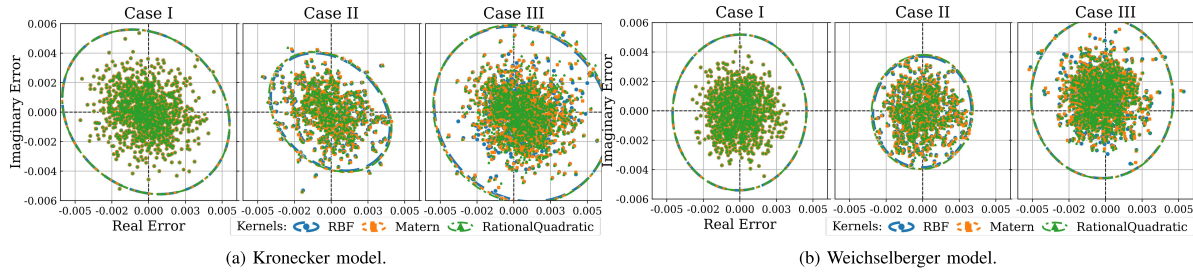 Case I
Case II
Case III
Imaginary Error
0.006
0.004
0.002
0.000
-0.002
-0.004
-0.006
-0.005 -0.002 0.000 0.003 0.005
-0.005 -0.002 0.000 0.003 0.005
-0.005 -0.002 0.000 0.003 0.005
Real Error
Kernels: RBF Matern RationalQuadratic
(a) Kronecker model.
Case I
Case II
Case III
Imaginary Error
0.006
0.004
0.002
0.000
-0.002
-0.004
-0.006
-0.005 -0.002 0.000 0.003 0.005
-0.005 -0.002 0.000 0.003 0.005
-0.005 -0.002 0.000 0.003 0.005
Real Error
Kernels: RBF Matern RationalQuadratic
(b) Weichselberger model.